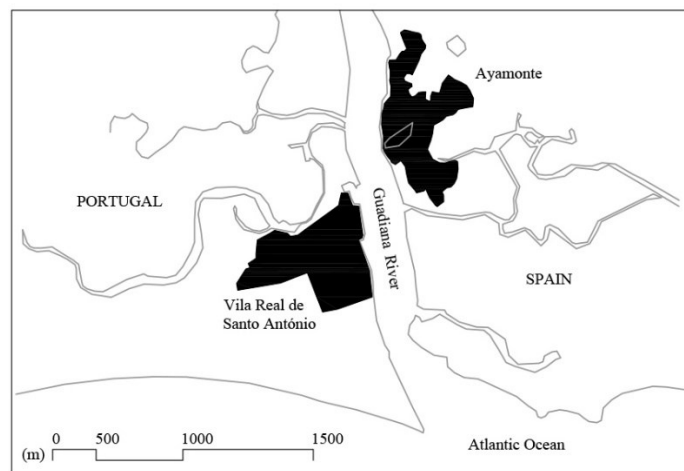 Ayamonte
PORTUGAL
Guadiana River
SPAIN
Vila Real de
Santo António
0 500 1000 1500
(m)
Atlantic Ocean